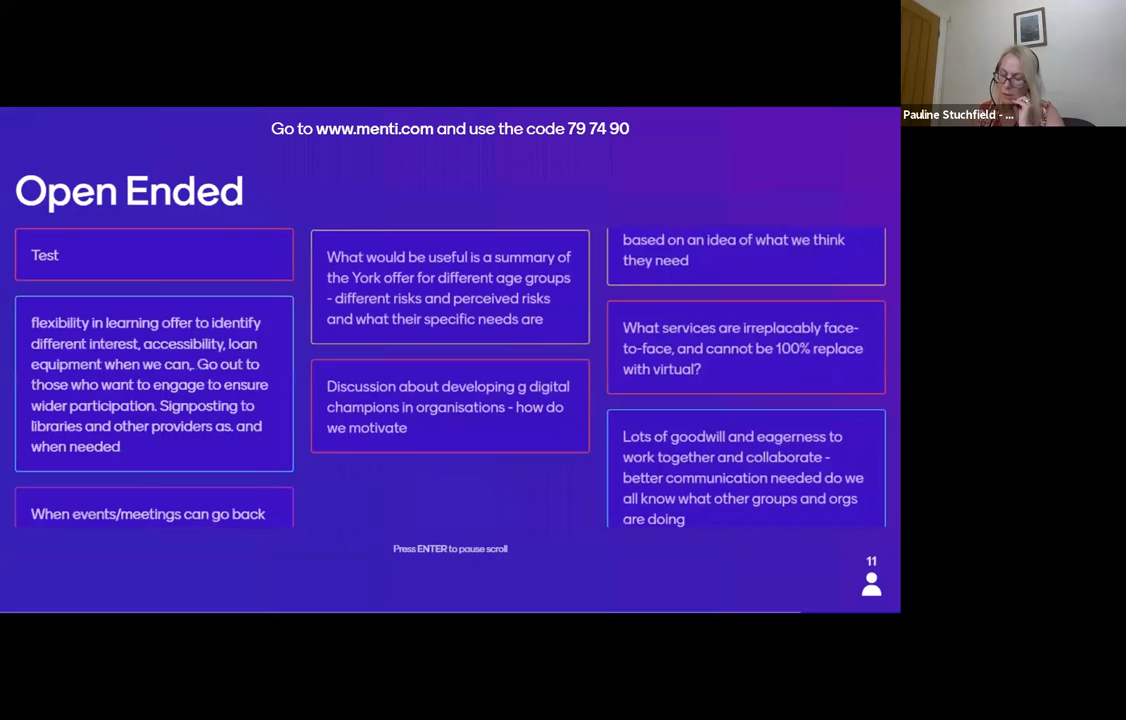 Go to www.menti.com and use the code 79 74 90
Open Ended
Test
flexibility in learning offer to identify
different interest, accessibility, loan
equipment when we can,. Go out to
those who want to engage to ensure
wider participation. Signposting to
libraries and other providers as. and
when needed
When events/meetings can go back
What would be useful is a summary of
the York offer for different age groups
- different risks and perceived risks
and what their specific needs are
Discussion about developing g digital
champions in organisations - how do
we motivate
based on an idea of what we think
they need
What services are irreplacably face-
to-face, and cannot be 100% replace
with virtual?
Lots of goodwill and eagerness to
work together and collaborate -
better communication needed do we
all know what other groups and orgs
are doing
Press ENTER to pause scroll
11
Pauline Stuchfield - ...